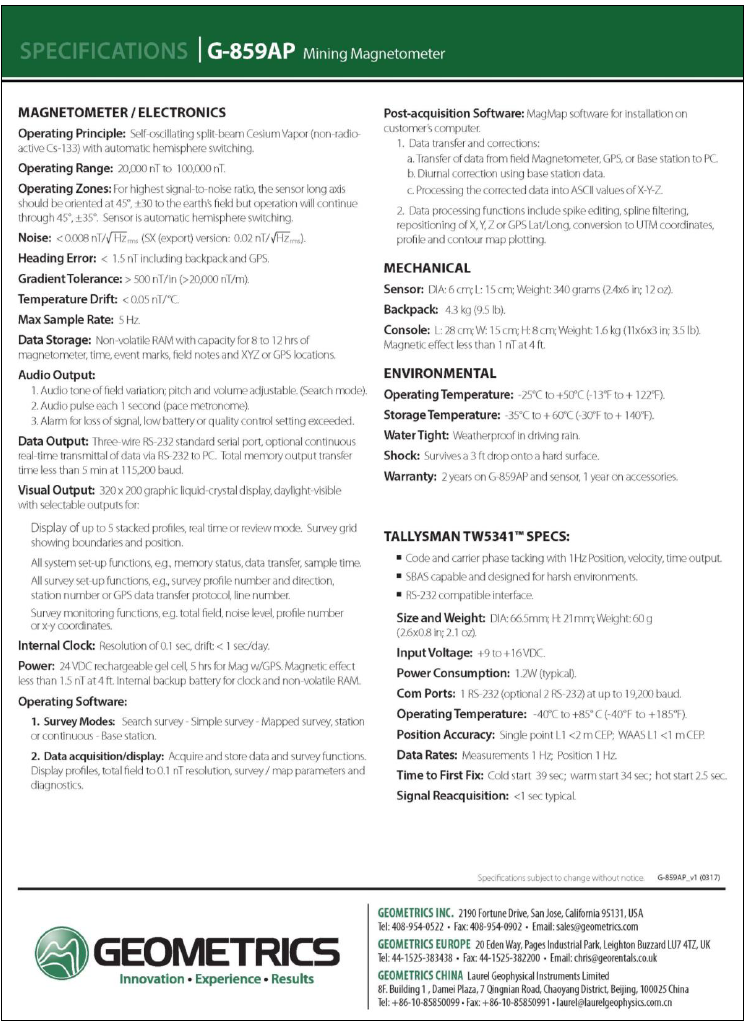 SPECIFICATIONS | G-859AP Mining Magnetometer
MAGNETOMETER / ELECTRONICS
Operating Principle: Self-oscillating split-beam Cesium Vapor (non-radio-
active Cs-133) with automatic hemisphere switching.
Operating Range: 20,000 nT to 100,000 nT.
Operating Zones: For highest signal-to-noise ratio, the sensor long axis
should be oriented at 45°, ±30 to the earth's field but operation will continue
through 45°, ±35°. Sensor is automatic hemisphere switching.
Noise: <0.008 nT/√Hz rms (SX (export) version: 0.02 nT/√Hz rms).
Heading Error: < 1.5 nT including backpack and GPS.
Gradient Tolerance: > 500 nT/in (>20,000 nT/m).
Temperature Drift: <0.05 nT/°C.
Max Sample Rate: 5 Hz.
Data Storage: Non-volatile RAM with capacity for 8 to 12 hrs of
magnetometer, time, event marks, field notes and XYZ or GPS locations.
Audio Output:
1. Audio tone of field variation; pitch and volume adjustable. (Search mode).
2. Audio pulse each 1 second (pace metronome).
3. Alarm for loss of signal, low battery or quality control setting exceeded.
Data Output: Three-wire RS-232 standard serial port, optional continuous
real-time transmittal of data via RS-232 to PC. Total memory output transfer
time less than 5 min at 115,200 baud.
Visual Output: 320 x 200 graphic liquid-crystal display, daylight-visible
with selectable outputs for:
Display of up to 5 stacked profiles, real time or review mode. Survey grid
showing boundaries and position.
All system set-up functions, e.g., memory status, data transfer, sample time.
All survey set-up functions, e.g., survey profile number and direction,
station number or GPS data transfer protocol, line number.
Survey monitoring functions, e.g. total field, noise level, profile number
or x-y coordinates.
Internal Clock: Resolution of 0.1 sec, drift: < 1 sec/day.
Power: 24 VDC rechargeable gel cell, 5 hrs for Mag w/GPS. Magnetic effect
less than 1.5 nT at 4 ft. Internal backup battery for clock and non-volatile RAM.
Operating Software:
1. Survey Modes: Search survey - Simple survey - Mapped survey, station
or continuous - Base station.
2. Data acquisition/display: Acquire and store data and survey functions.
Display profiles, total field to 0.1 nT resolution, survey / map parameters and
diagnostics.
Post-acquisition Software: MagMap software for installation on
customer's computer.
1. Data transfer and corrections:
a. Transfer of data from field Magnetometer, GPS, or Base station to PC.
b. Diurnal correction using base station data.
c. Processing the corrected data into ASCII values of X-Y-Z.
2. Data processing functions include spike editing, spline filtering,
repositioning of X, Y, Z or GPS Lat/Long, conversion to UTM coordinates,
profile and contour map plotting.
MECHANICAL
Sensor: DIA: 6 cm; L: 15 cm; Weight: 340 grams (2.4x6 in; 12 oz).
Backpack: 4.3 kg (9.5 lb).
Console: L: 28 cm; W: 15 cm; H: 8 cm; Weight: 1.6 kg (11x6x3 in; 3.5 lb).
Magnetic effect less than 1 nT at 4 ft.
ENVIRONMENTAL
Operating Temperature: -25°C to +50°C (-13°F to + 122°F).
Storage Temperature: -35°C to + 60°C (-30°F to + 140°F).
Water Tight: Weatherproof in driving rain.
Shock: Survives a 3 ft drop onto a hard surface.
Warranty: 2 years on G-859AP and sensor, 1 year on accessories.
TALLYSMAN TW5341™ SPECS:
■ Code and carrier phase tacking with 1Hz Position, velocity, time output.
■ SBAS capable and designed for harsh environments.
■ RS-232 compatible interface.
Size and Weight: DIA: 66.5mm; H: 21mm; Weight: 60 g
(2.6x0.8 in; 2.1 oz).
Input Voltage: +9 to +16 VDC.
Power Consumption: 1.2W (typical).
Com Ports: 1 RS-232 (optional 2 RS-232) at up to 19,200 baud.
Operating Temperature: -40°C to +85° C (-40°F to +185°F).
Position Accuracy: Single point L1 <2 m CEP; WAAS L1 <1 m CEP.
Data Rates: Measurements 1 Hz; Position 1 Hz.
Time to First Fix: Cold start 39 sec; warm start 34 sec; hot start 2.5 sec.
Signal Reacquisition: <1 sec typical.
Specifications subject to change without notice. G-859AP_v1 (0317)
GEOMETRICS
Innovation • Experience • Results
GEOMETRICS INC. 2190 Fortune Drive, San Jose, California 95131, USA
Tel: 408-954-0522 • Fax: 408-954-0902 • Email: sales@geometrics.com
GEOMETRICS EUROPE 20 Eden Way, Pages Industrial Park, Leighton Buzzard LU7 4TZ, UK
Tel: 44-1525-383438 • Fax: 44-1525-382200 • Email: chris@georentals.co.uk
GEOMETRICS CHINA Laurel Geophysical Instruments Limited
8F. Building 1 , Damei Plaza, 7 Qingnian Road, Chaoyang District, Beijing, 100025 China
Tel: +86-10-85850099 • Fax: +86-10-85850991 • laurel@laurelgeophysics.com.cn